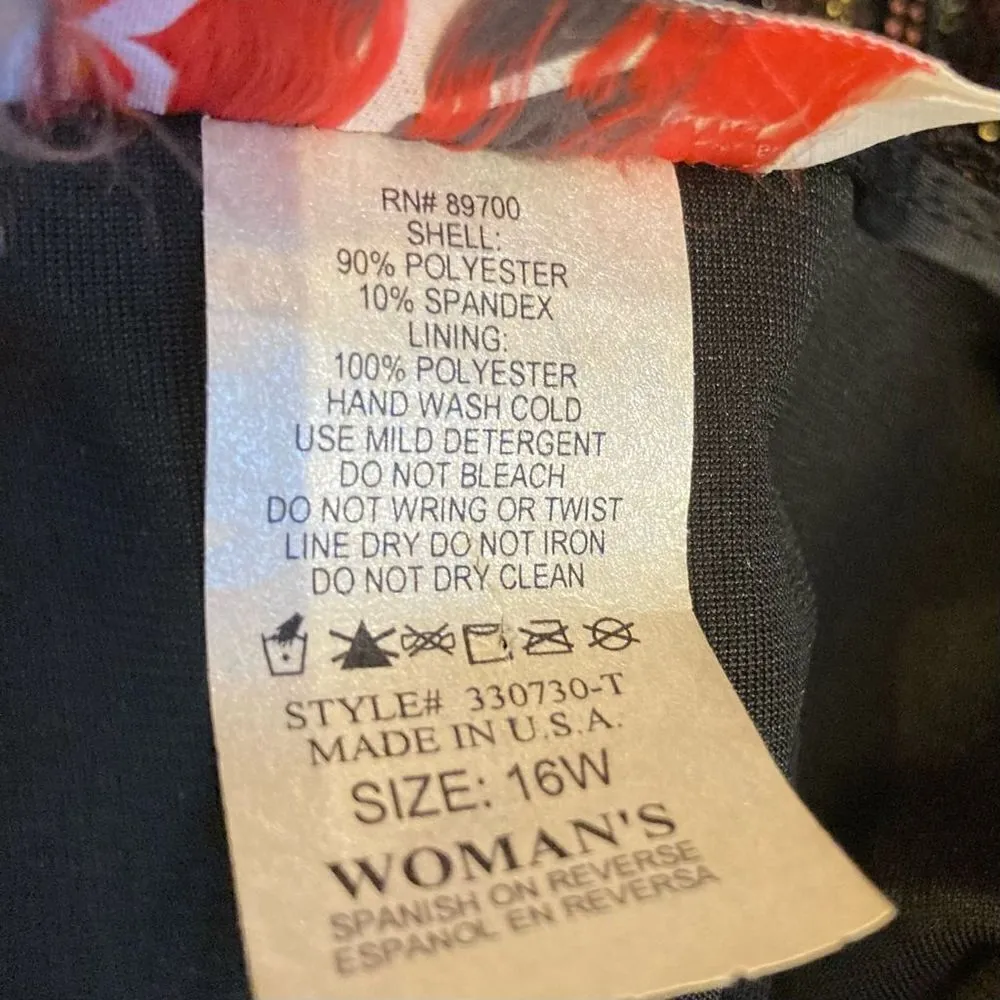 RN# 89700
SHELL:
90% POLYESTER
10% SPANDEX
LINING:
100% POLYESTER
HAND WASH COLD
USE MILD DETERGENT
DO NOT BLEACH
DO NOT WRING OR TWIST
LINE DRY DO NOT IRON
DO NOT DRY CLEAN
STYLE# 330730-T
MADE IN U.S.A.
SIZE: 16W
WOMAN'S
SPANISH ON REVERSE
ESPANOL EN REVERSA